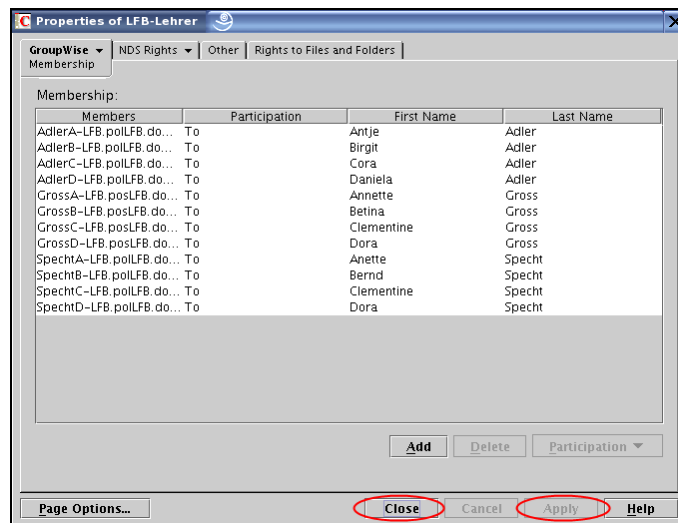 Properties of LFB-Lehrer
GroupWise NDS Rights Other Rights to Files and Folders
Membership
Membership:
Members Participation First Name Last Name
AdlerA-LFB.polLFB.do... To Antje Adler
AdlerB-LFB.polLFB.do... To Birgit Adler
AdlerC-LFB.polLFB.do... To Cora Adler
AdlerD-LFB.polLFB.do... To Daniela Adler
GrossA-LFB.posLFB.do... To Annette Gross
GrossB-LFB.posLFB.do... To Betina Gross
GrossC-LFB.posLFB.do... To Clementine Gross
GrossD-LFB.posLFB.do... To Dora Gross
SpechtA-LFB.polLFB.do... To Anette Specht
SpechtB-LFB.polLFB.do... To Bernd Specht
SpechtC-LFB.polLFB.do... To Clementine Specht
SpechtD-LFB.polLFB.do... To Dora Specht
Add Delete Participation
Page Options... Close Cancel Apply Help